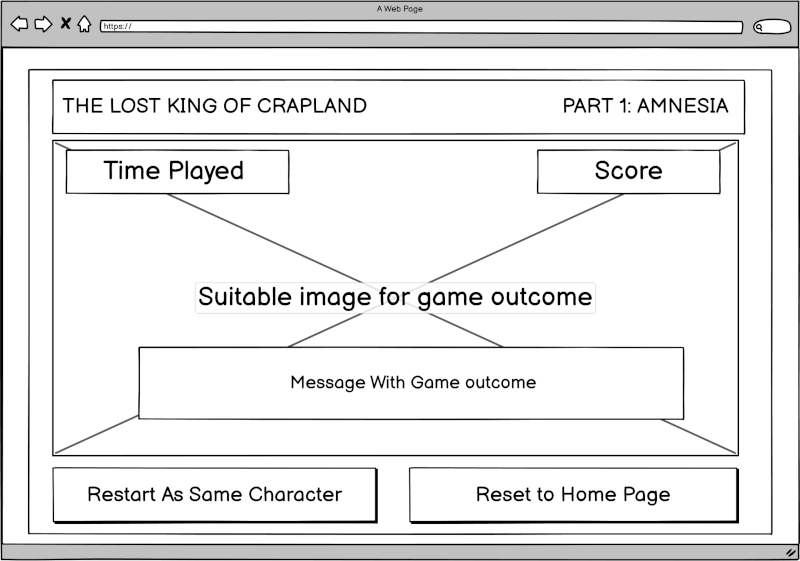 A Web Page
https://
THE LOST KING OF CRAPLAND
PART 1: AMNESIA
Time Played
Score
Suitable image for game outcome
Message With Game outcome
Restart As Same Character
Reset to Home Page